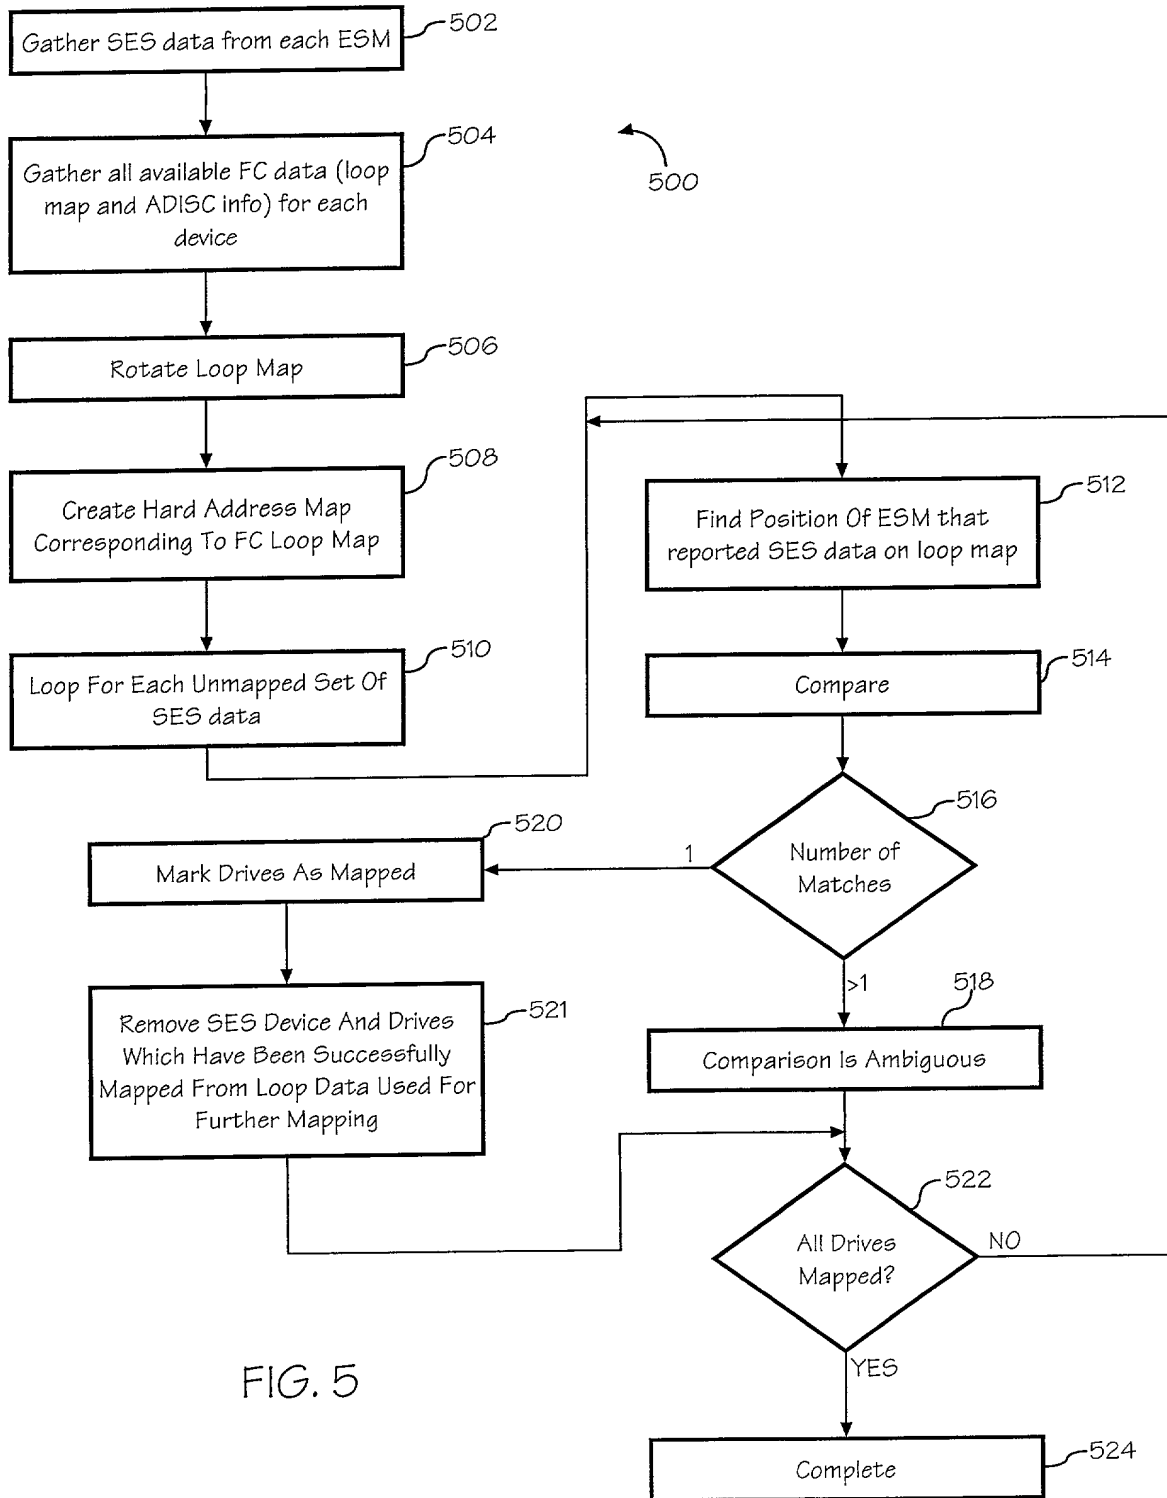 Gather SES data from each ESM
502
Gather all available FC data (loop
map and ADISC info) for each
device
504
500
Rotate Loop Map
506
Create Hard Address Map
Corresponding To FC Loop Map
508
Loop For Each Unmapped Set Of
SES data
510
Find Position Of ESM that
reported SES data on loop map
512
Compare
514
Number of
Matches
516
1
>1
Mark Drives As Mapped
520
Remove SES Device And Drives
Which Have Been Successfully
Mapped From Loop Data Used For
Further Mapping
521
Comparison Is Ambiguous
518
All Drives
Mapped?
522
NO
YES
Complete
524
FIG. 5